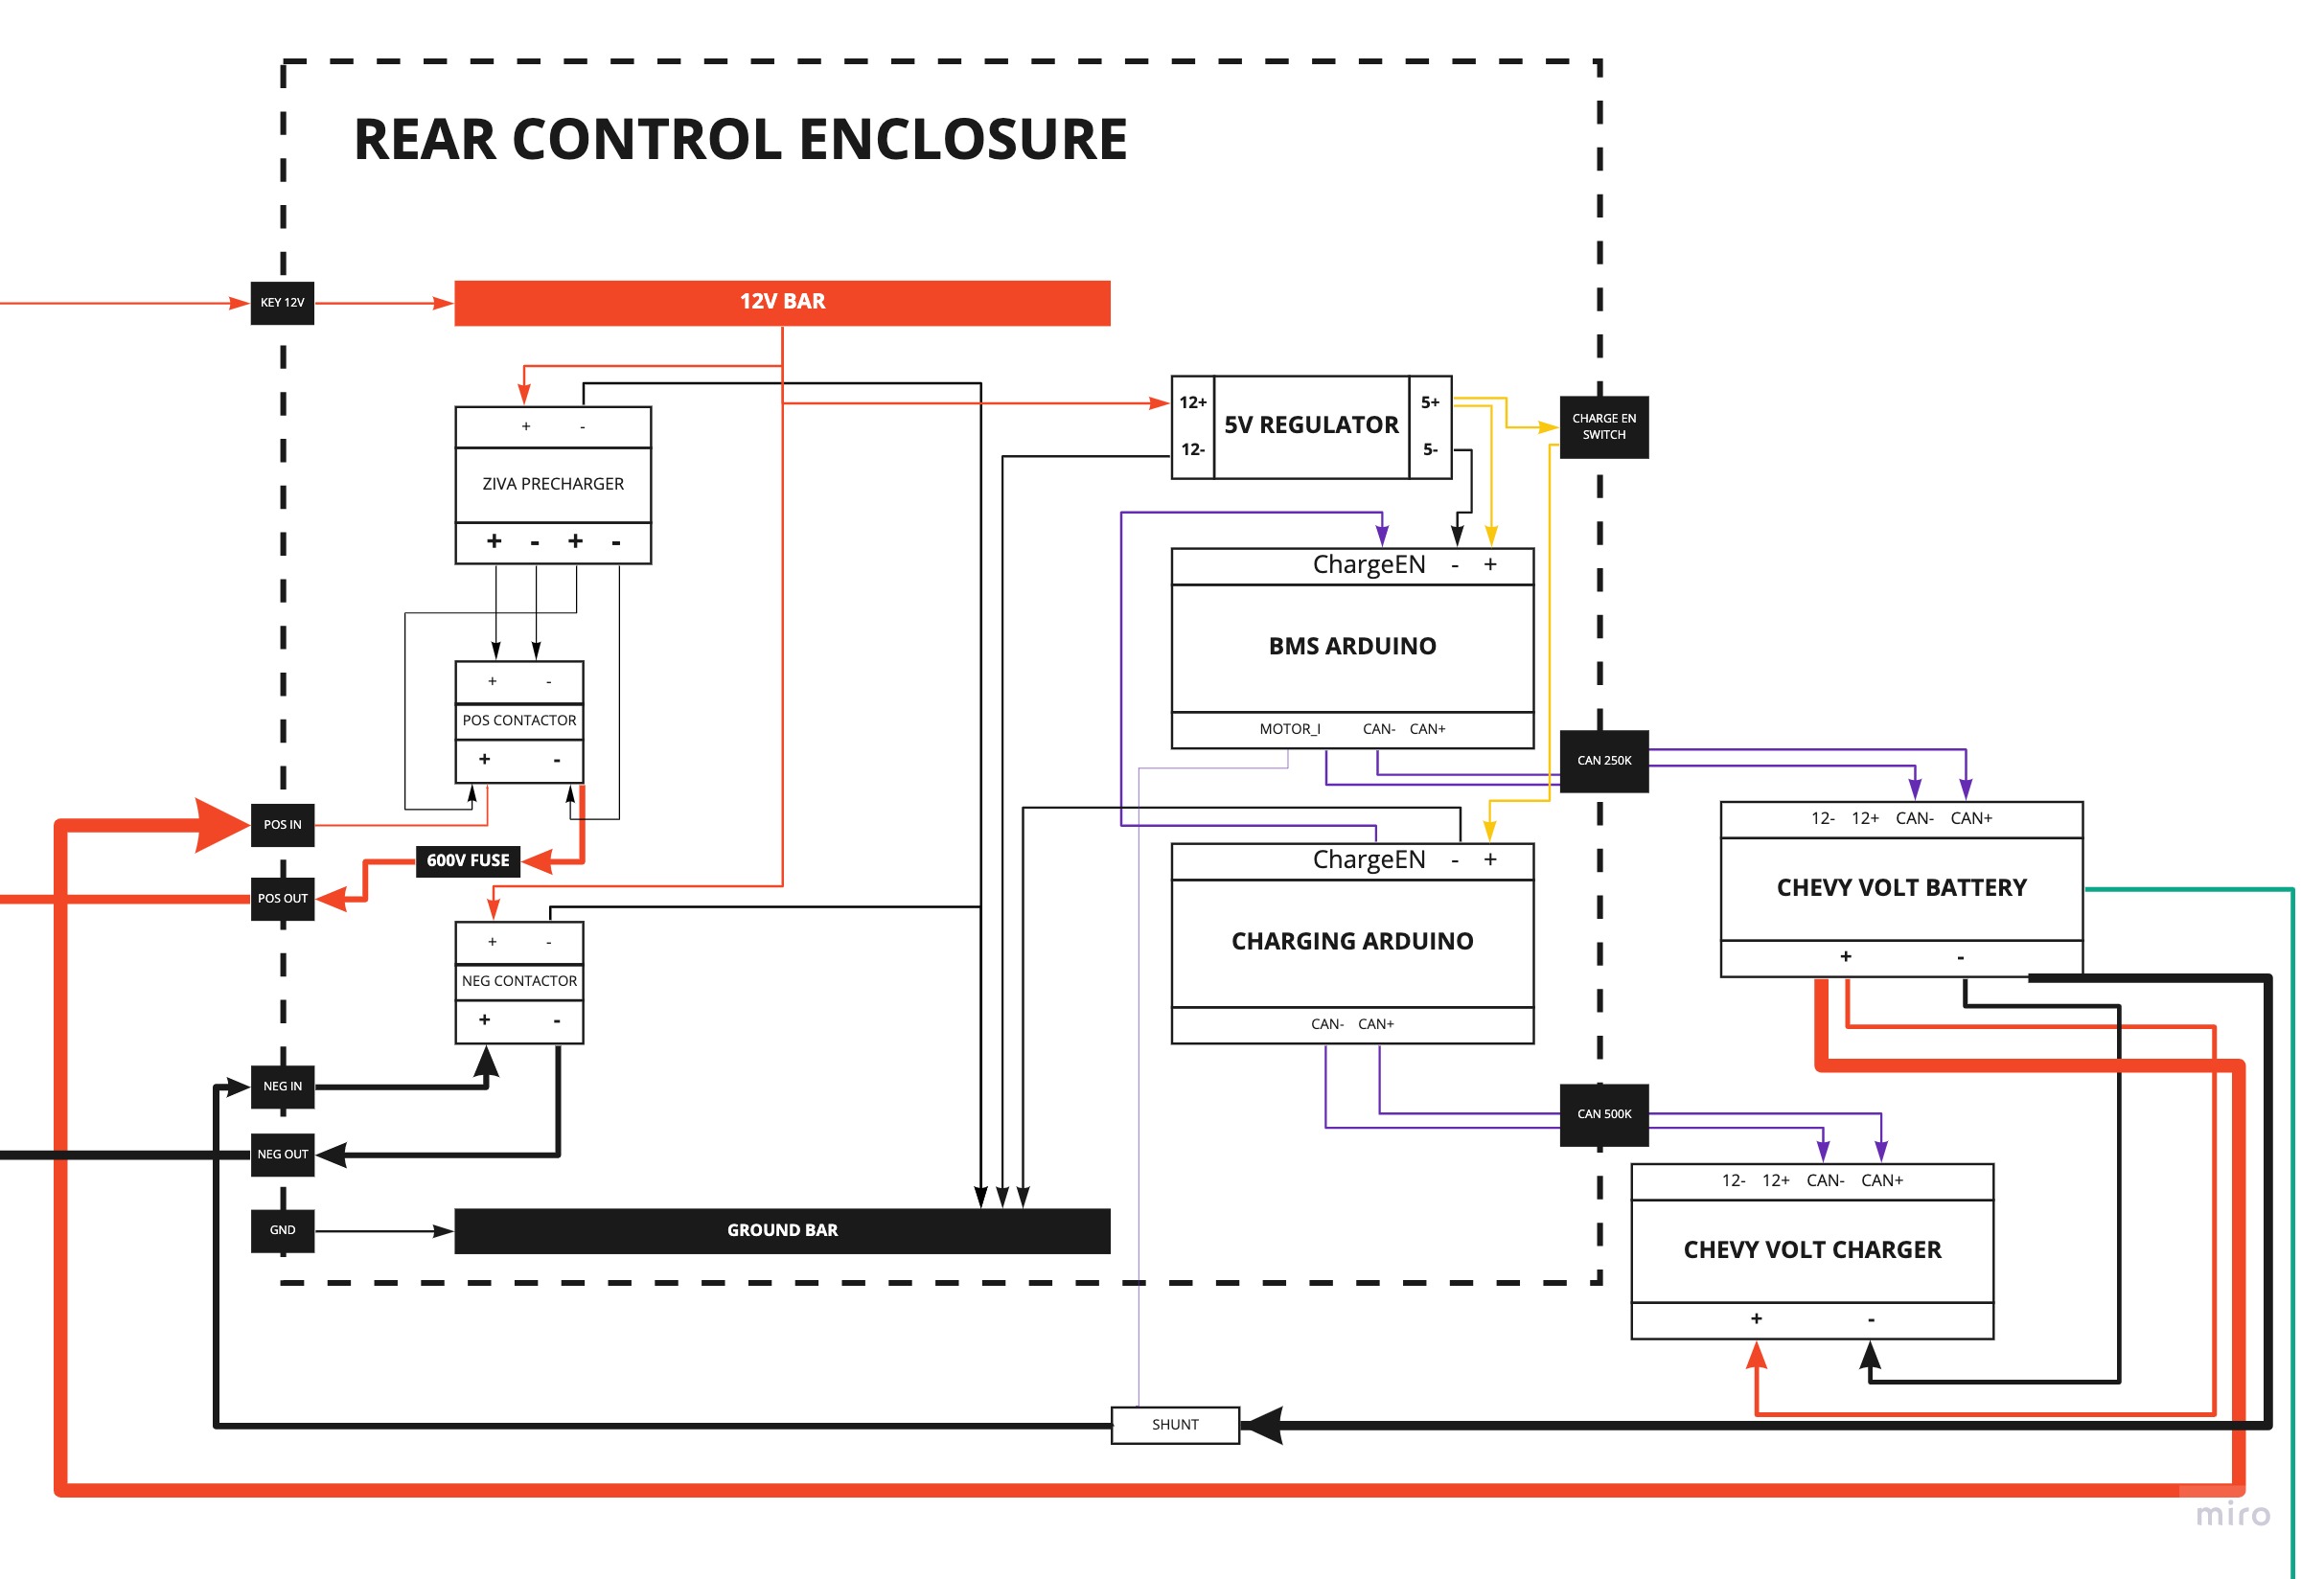 REAR CONTROL ENCLOSURE
KEY 12V
12V BAR
12+
12-
5V REGULATOR
5+
5-
CHARGE EN
SWITCH
+ -
ZIVA PRECHARGER
+ - + -
ChargeEN - +
BMS ARDUINO
MOTOR_I CAN- CAN+
+ -
POS CONTACTOR
+ -
CAN 250K
POS IN
600V FUSE
POS OUT
12- 12+ CAN- CAN+
CHEVY VOLT BATTERY
+ -
ChargeEN - +
CHARGING ARDUINO
CAN- CAN+
+ -
NEG CONTACTOR
+ -
NEG IN
NEG OUT
CAN 500K
GND
GROUND BAR
12- 12+ CAN- CAN+
CHEVY VOLT CHARGER
+ -
SHUNT
miro